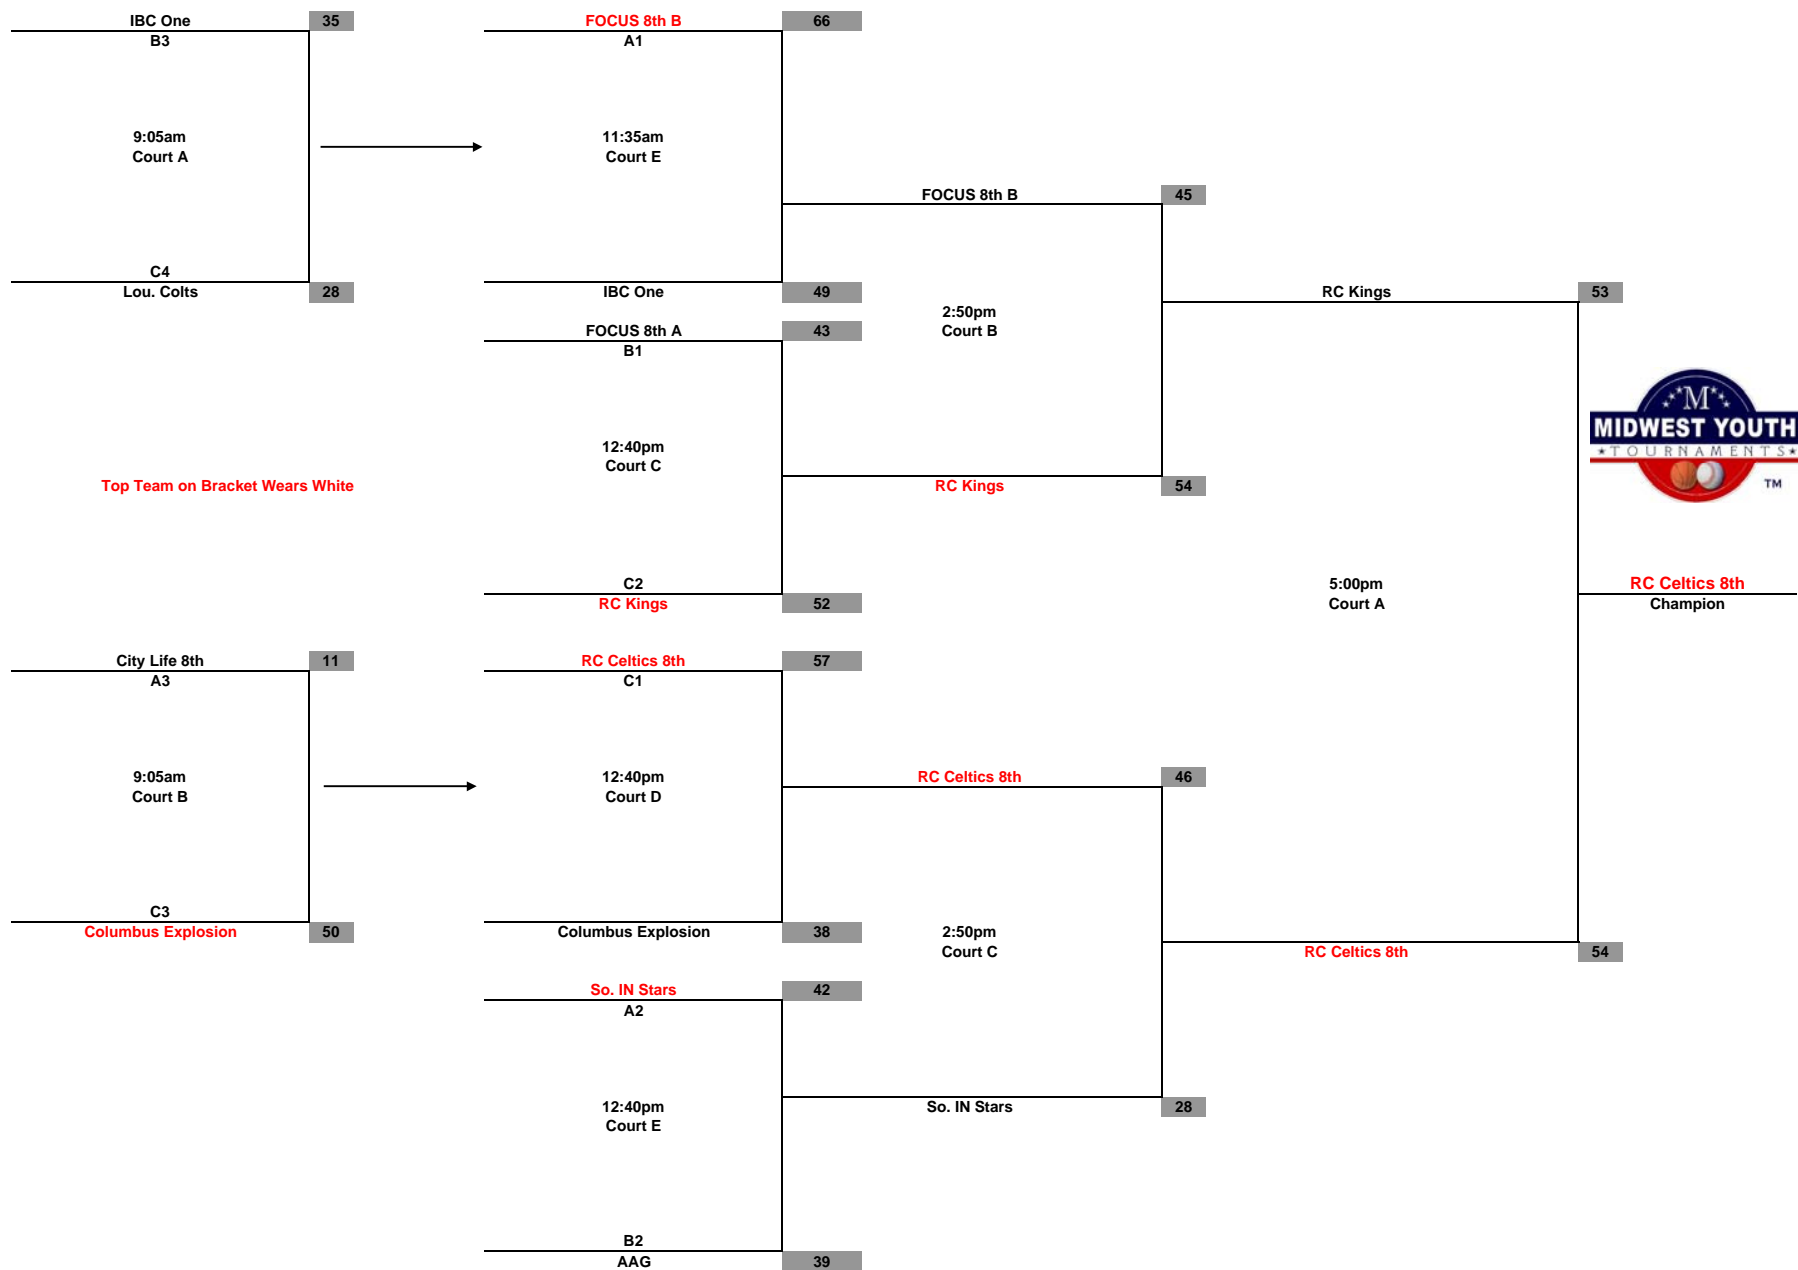 IBC One 35
B3
9:05am
Court A
C4
Lou. Colts 28
FOCUS 8th B 66
A1
11:35am
Court E
IBC One 49
FOCUS 8th A 43
B1
12:40pm
Court C
C2
RC Kings 52
FOCUS 8th B 45
2:50pm
Court B
RC Kings 54
RC Kings 53
Top Team on Bracket Wears White
M
MIDWEST YOUTH
TOURNAMENTS
TM
5:00pm
Court A
RC Celtics 8th
Champion
City Life 8th 11
A3
9:05am
Court B
C3
Columbus Explosion 50
RC Celtics 8th 57
C1
12:40pm
Court D
Columbus Explosion 38
So. IN Stars 42
A2
12:40pm
Court E
B2
AAG 39
RC Celtics 8th 46
2:50pm
Court C
So. IN Stars 28
RC Celtics 8th 54